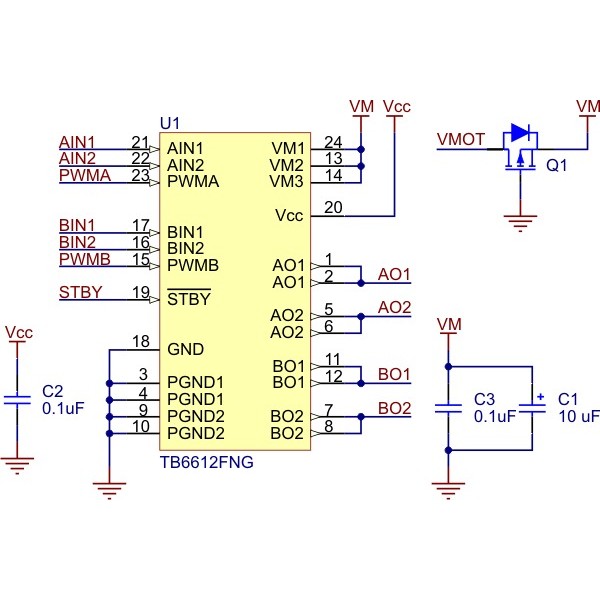 U1
VM Vcc
AIN1 21 AIN1 VM1 24
AIN2 22 AIN2 VM2 13
PWMA 23 PWMA VM3 14
VMOT Q1 VM
Vcc 20
BIN1 17 BIN1
BIN2 16 BIN2
PWMB 15 PWMB AO1 1
AO1 2 AO1
STBY 19 STBY
AO2 5 AO2
AO2 6
Vcc
C2
0.1uF
18 GND
BO1 11
3 PGND1 BO1 12 BO1
4 PGND1
9 PGND2 BO2 7 BO2
10 PGND2 BO2 8
TB6612FNG
VM
C3
0.1uF
+
C1
10 uF